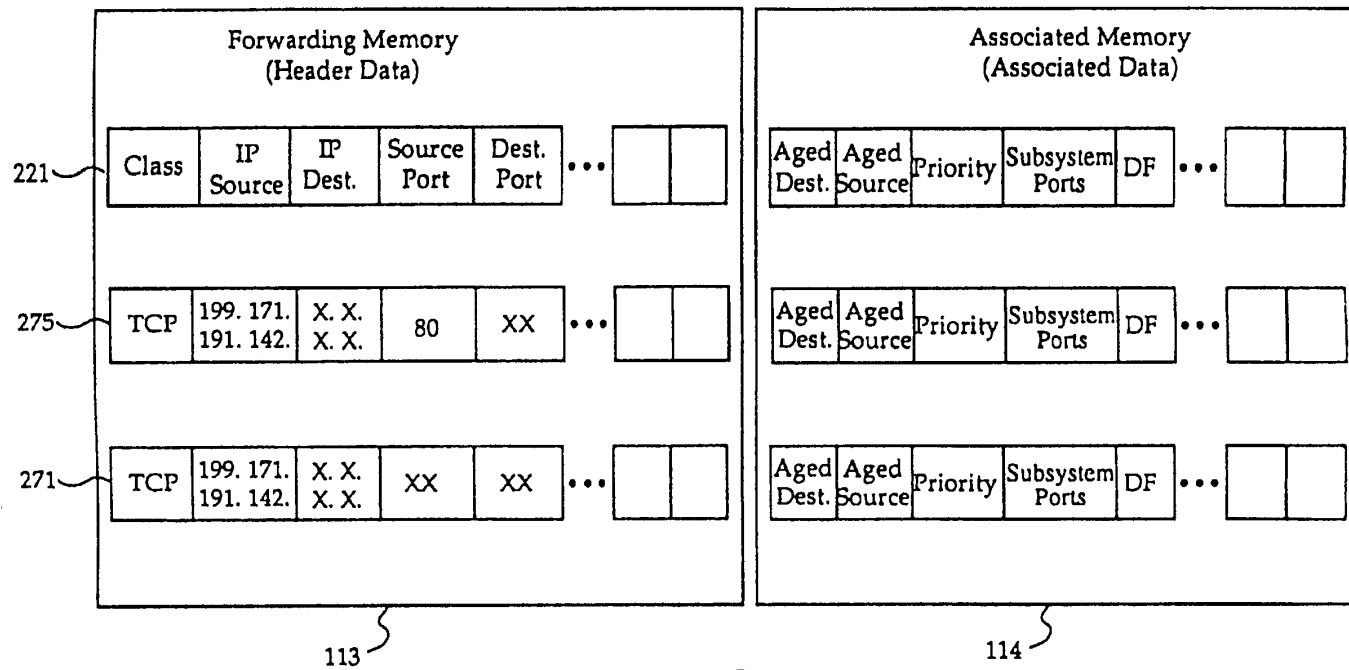 Forwarding Memory
(Header Data)
221
Class
IP
Source
IP
Dest.
Source
Port
Dest.
Port
•••
275
TCP
199. 171.
191. 142.
X. X.
X. X.
80
XX
•••
271
TCP
199. 171.
191. 142.
X. X.
X. X.
XX
XX
•••
113
Associated Memory
(Associated Data)
Aged
Dest.
Aged
Source
Priority
Subsystem
Ports
DF
•••
Aged
Dest.
Aged
Source
Priority
Subsystem
Ports
DF
•••
Aged
Dest.
Aged
Source
Priority
Subsystem
Ports
DF
•••
114